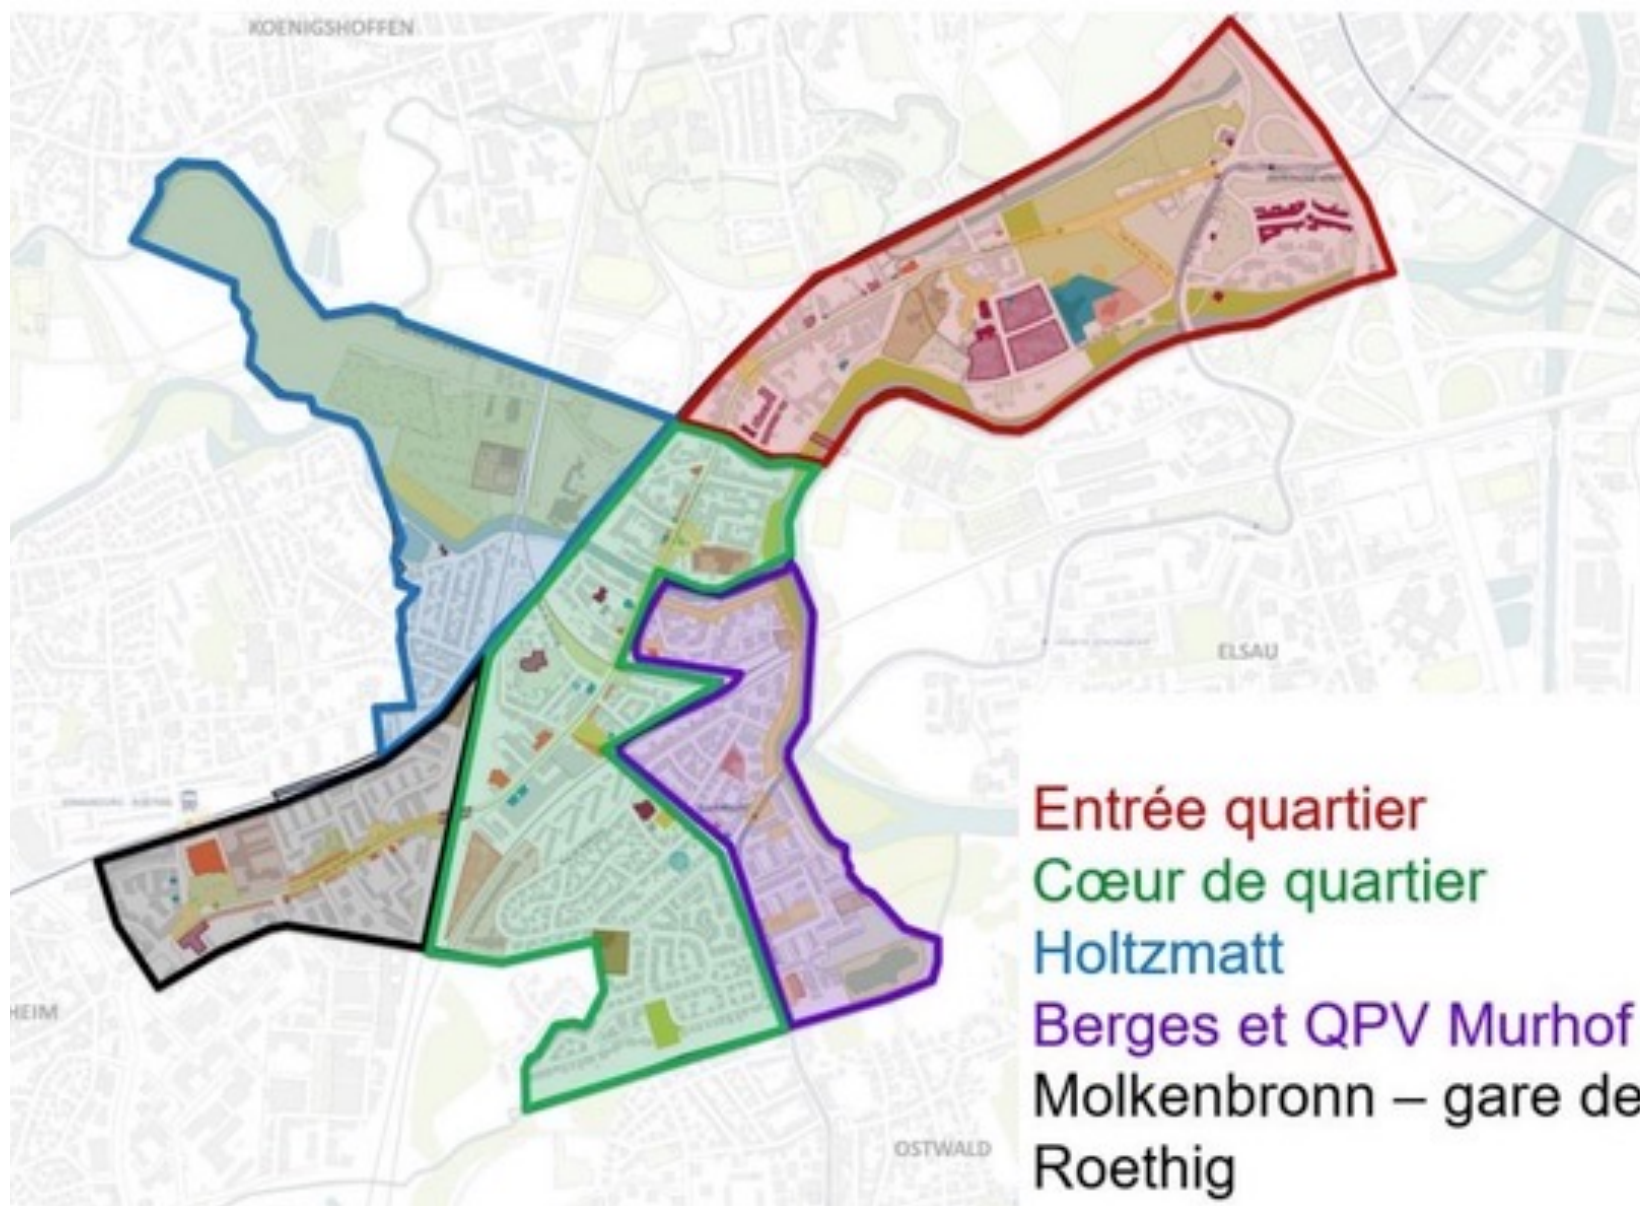 KOENIGSHOFFEN
ELSAU
Entrée quartier
Cœur de quartier
Holtzmatt
Berges et QPV Murhof
Molkenbronn – gare de
Roethig
HEIM
OSTWALD